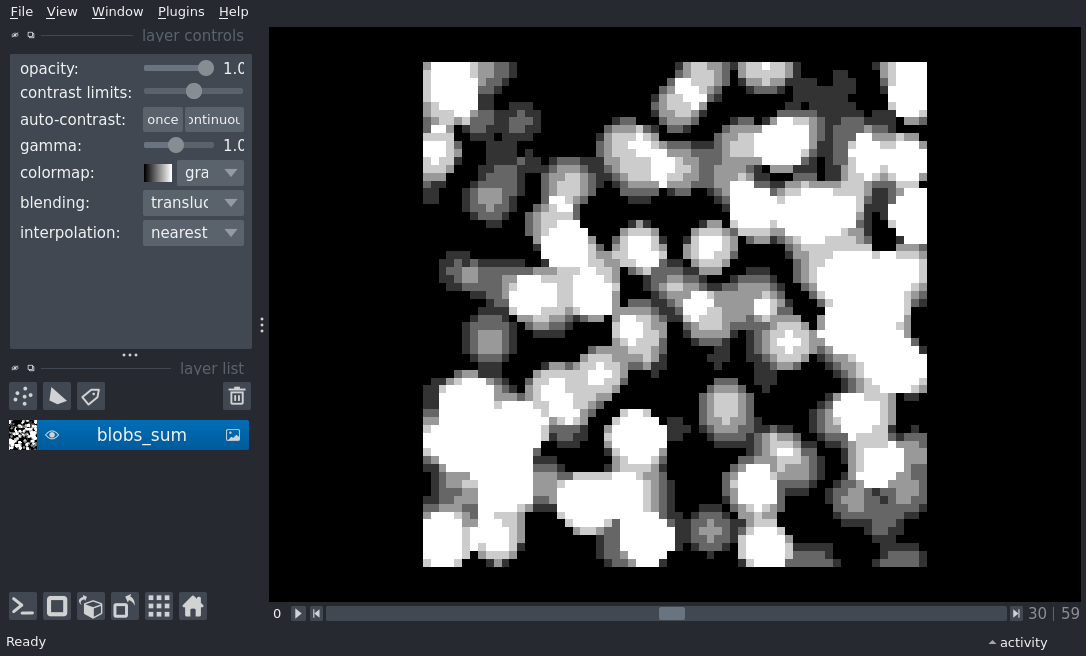 File View Window Plugins Help
layer controls
opacity: 1.0
contrast limits:
auto-contrast: once ontinuou
gamma: 1.0
colormap: gra
blending: transluc
interpolation: nearest
layer list
blobs_sum
0 30 | 59
Ready activity